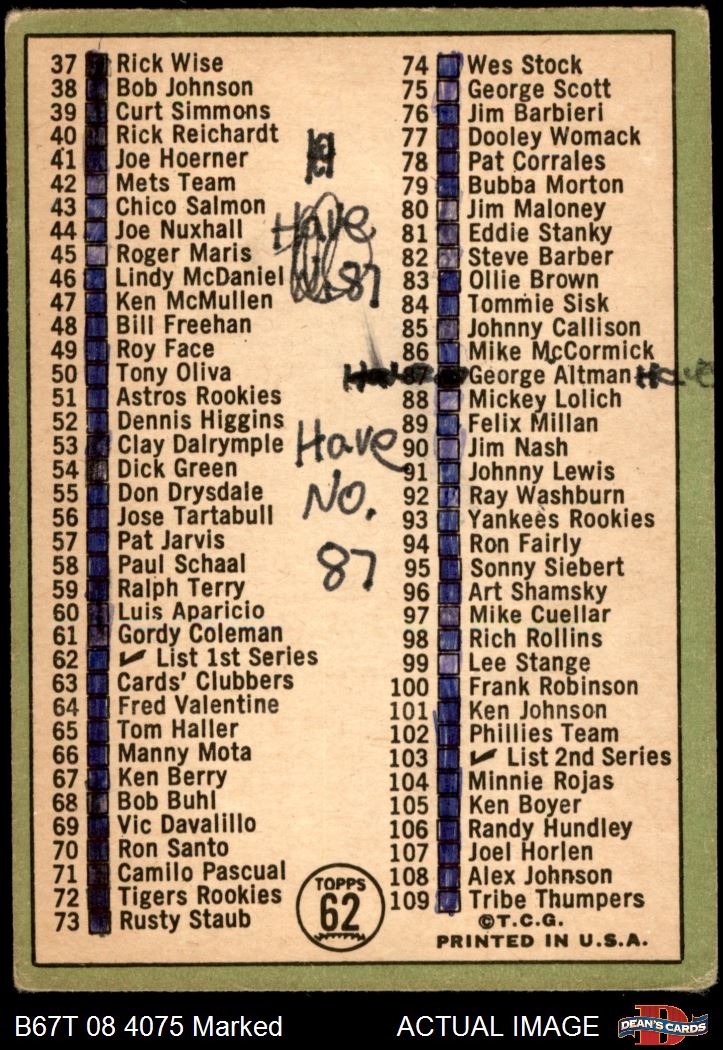 37 Rick Wise
38 Bob Johnson
39 Curt Simmons
40 Rick Reichardt
41 Joe Hoerner
42 Mets Team
43 Chico Salmon
44 Joe Nuxhall
45 Roger Maris
46 Lindy McDaniel
47 Ken McMullen
48 Bill Freehan
49 Roy Face
50 Tony Oliva
51 Astros Rookies
52 Dennis Higgins
53 Clay Dalrymple
54 Dick Green
55 Don Drysdale
56 Jose Tartabull
57 Pat Jarvis
58 Paul Schaal
59 Ralph Terry
60 Luis Aparicio
61 Gordy Coleman
62 ✓ List 1st Series
63 Cards' Clubbers
64 Fred Valentine
65 Tom Haller
66 Manny Mota
67 Ken Berry
68 Bob Buhl
69 Vic Davalillo
70 Ron Santo
71 Camilo Pascual
72 Tigers Rookies
73 Rusty Staub
Have
87
Have
No.
87
TOPPS
62
74 Wes Stock
75 George Scott
76 Jim Barbieri
77 Dooley Womack
78 Pat Corrales
79 Bubba Morton
80 Jim Maloney
81 Eddie Stanky
82 Steve Barber
83 Ollie Brown
84 Tommie Sisk
85 Johnny Callison
86 Mike McCormick
George Altman Have
88 Mickey Lolich
89 Felix Millan
90 Jim Nash
91 Johnny Lewis
92 Ray Washburn
93 Yankees Rookies
94 Ron Fairly
95 Sonny Siebert
96 Art Shamsky
97 Mike Cuellar
98 Rich Rollins
99 Lee Stange
100 Frank Robinson
101 Ken Johnson
102 Phillies Team
103 ✓ List 2nd Series
104 Minnie Rojas
105 Ken Boyer
106 Randy Hundley
107 Joel Horlen
108 Alex Johnson
109 Tribe Thumpers
©T.C.G.
PRINTED IN U.S.A.
B67T 08 4075 Marked ACTUAL IMAGE
DEAN'S CARDS